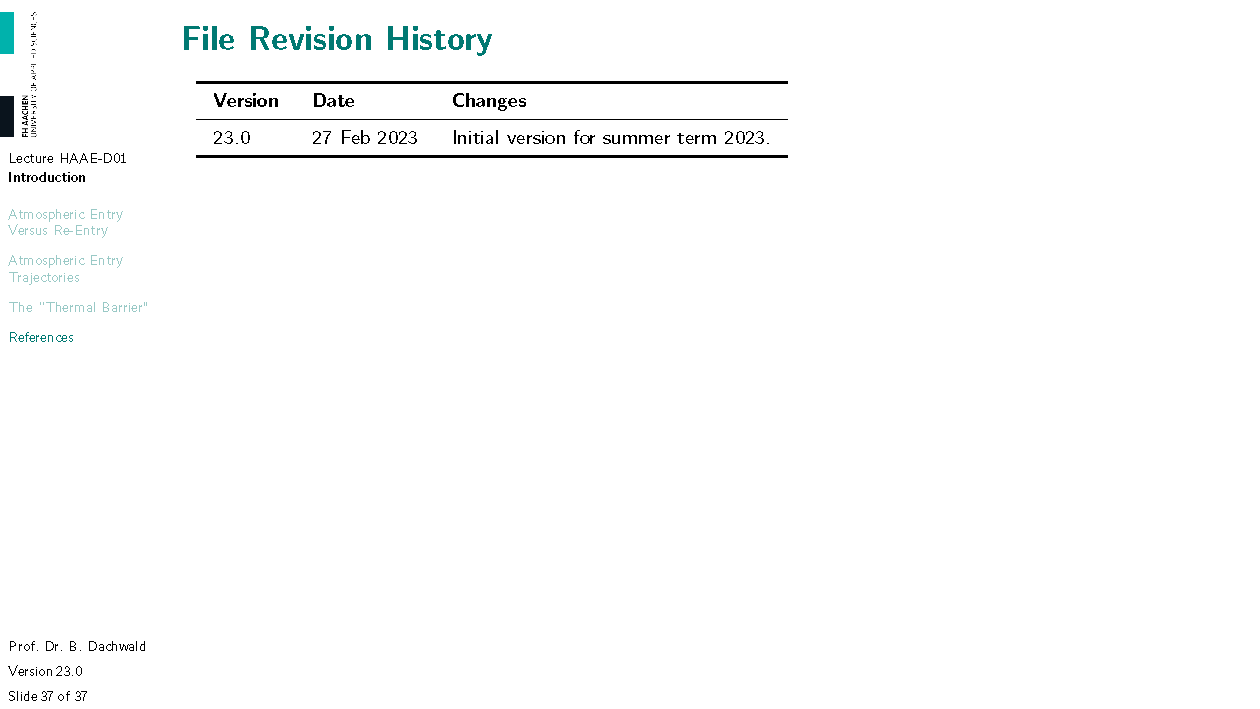 FH AACHEN
UNIVERSITY OF APPLIED SCIENCES
Lecture HAAE-D01
Introduction
Atmospheric Entry
Versus Re-Entry
Atmospheric Entry
Trajectories
The "Thermal Barrier"
References
Prof. Dr. B. Dachwald
Version 23.0
Slide 37 of 37
File Revision History
Version Date Changes
23.0 27 Feb 2023 Initial version for summer term 2023.